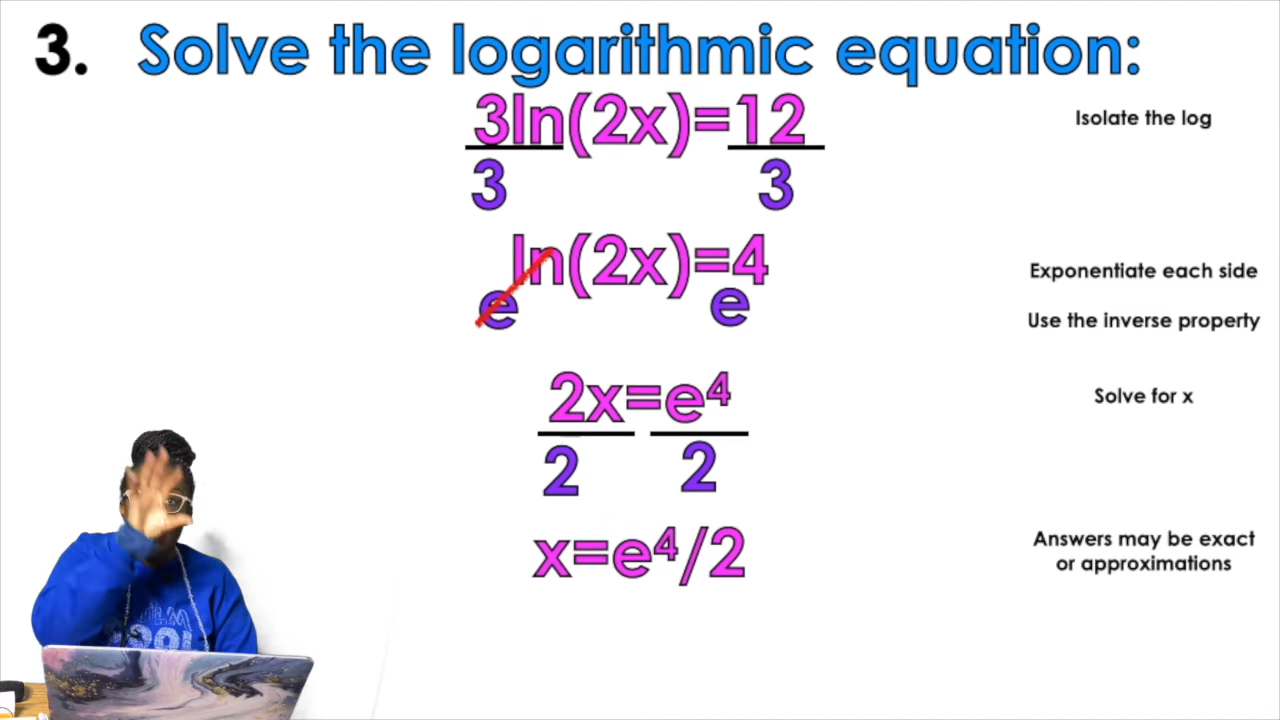 3. Solve the logarithmic equation:
3ln(2x)=12
Isolate the log
3 3
ln(2x)=4
Exponentiate each side
e e
Use the inverse property
2x=e⁴
Solve for x
2 2
x=e⁴/2
Answers may be exact
or approximations